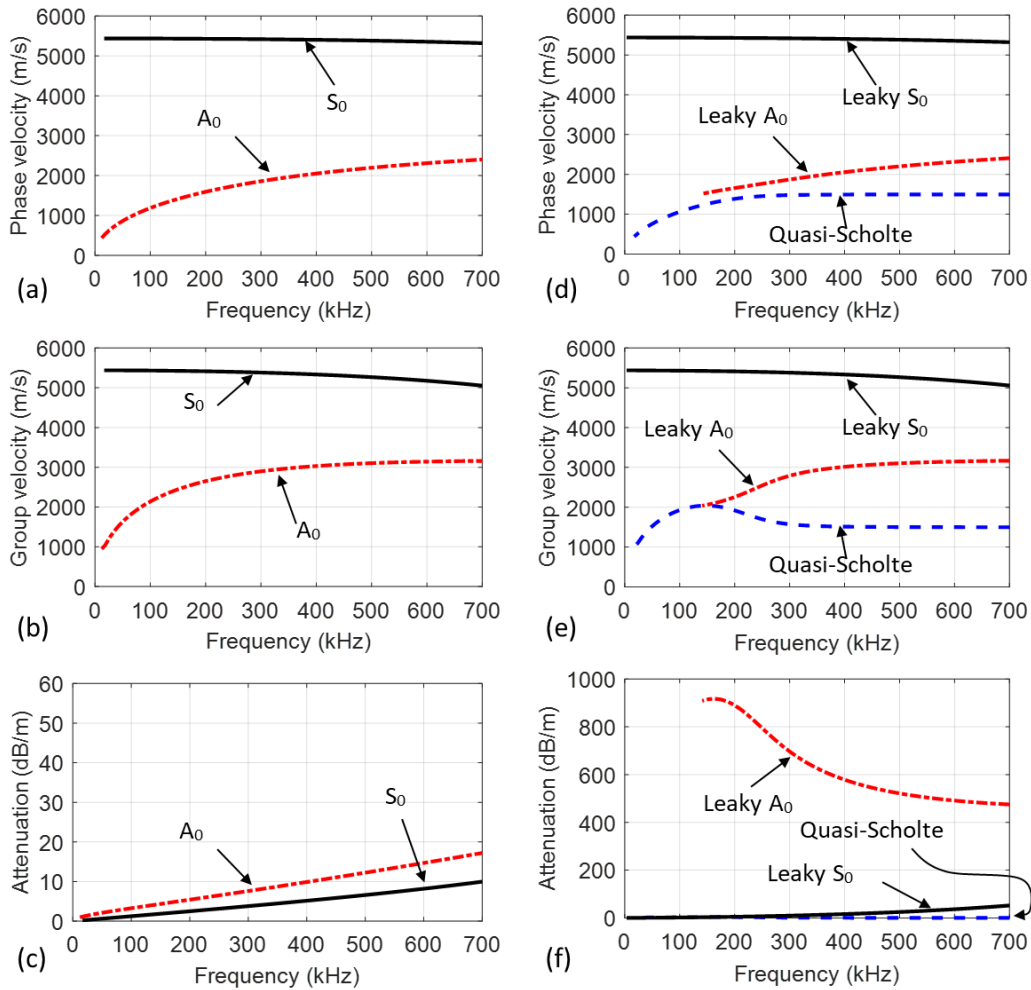 Phase velocity (m/s)
6000
5000
4000
3000
2000
1000
0
S₀
A₀
0 100 200 300 400 500 600 700
Frequency (kHz)
(a)
Phase velocity (m/s)
6000
5000
4000
3000
2000
1000
0
Leaky S₀
Leaky A₀
Quasi-Scholte
0 100 200 300 400 500 600 700
Frequency (kHz)
(d)
Group velocity (m/s)
6000
5000
4000
3000
2000
1000
0
S₀
A₀
0 100 200 300 400 500 600 700
Frequency (kHz)
(b)
Group velocity (m/s)
6000
5000
4000
3000
2000
1000
0
Leaky A₀
Leaky S₀
Quasi-Scholte
0 100 200 300 400 500 600 700
Frequency (kHz)
(e)
Attenuation (dB/m)
60
50
40
30
20
10
0
S₀
A₀
0 100 200 300 400 500 600 700
Frequency (kHz)
(c)
Attenuation (dB/m)
1000
800
600
400
200
0
Leaky A₀
Quasi-Scholte
Leaky S₀
0 100 200 300 400 500 600 700
Frequency (kHz)
(f)